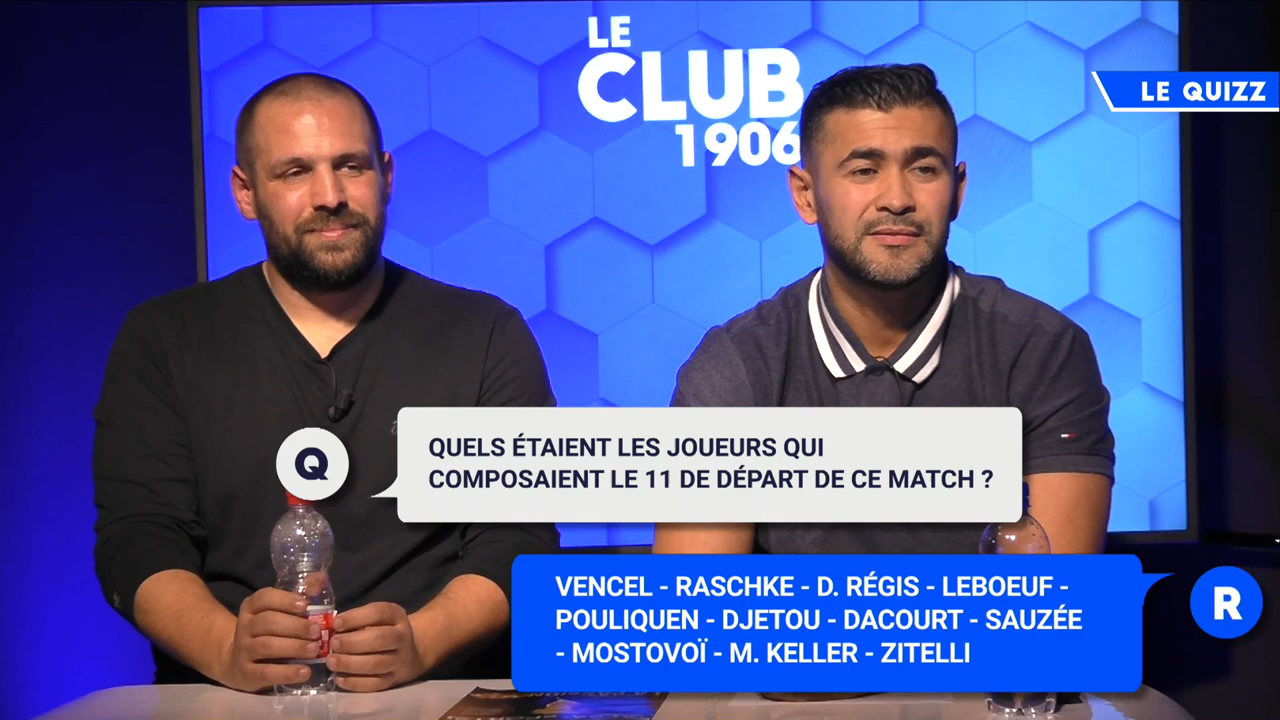 LE
CLUB
1906
LE QUIZZ
Q
QUELS ÉTAIENT LES JOUEURS QUI
COMPOSAIENT LE 11 DE DÉPART DE CE MATCH ?
VENCEL - RASCHKE - D. RÉGIS - LEBOEUF -
POULIQUEN - DJETOU - DACOURT - SAUZÉE
- MOSTOVOÏ - M. KELLER - ZITELLI
R